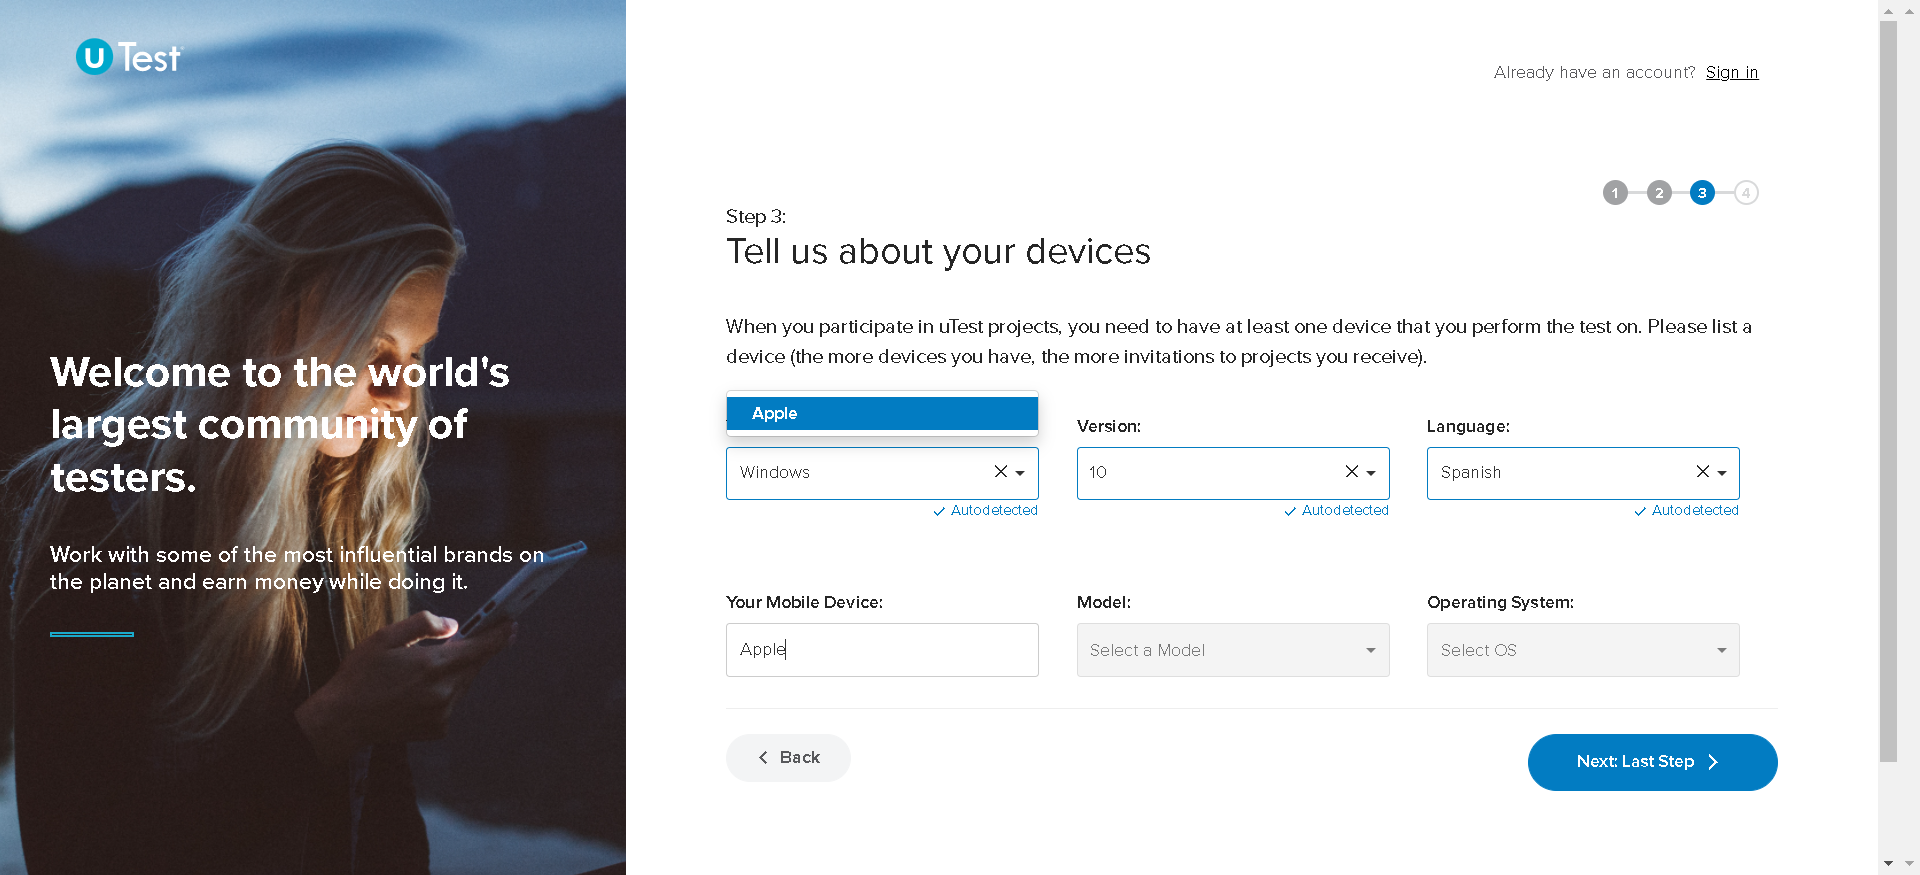 U Test
Already have an account? Sign in
1 2 3 4
Step 3:
Tell us about your devices
When you participate in uTest projects, you need to have at least one device that you perform the test on. Please list a
device (the more devices you have, the more invitations to projects you receive).
Apple
Version:
Language:
Windows
10
Spanish
Autodetected
Autodetected
Autodetected
Your Mobile Device:
Model:
Operating System:
Apple
Select a Model
Select OS
Back
Next: Last Step
Welcome to the world's
largest community of
testers.
Work with some of the most influential brands on
the planet and earn money while doing it.